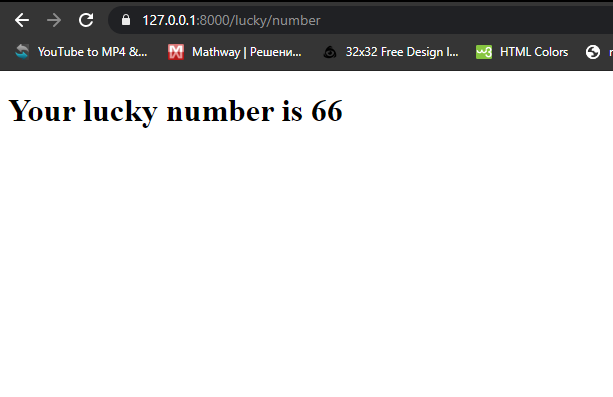 127.0.0.1:8000/lucky/number
YouTube to MP4 &... Mathway | Решени... 32x32 Free Design I... HTML Colors
Your lucky number is 66